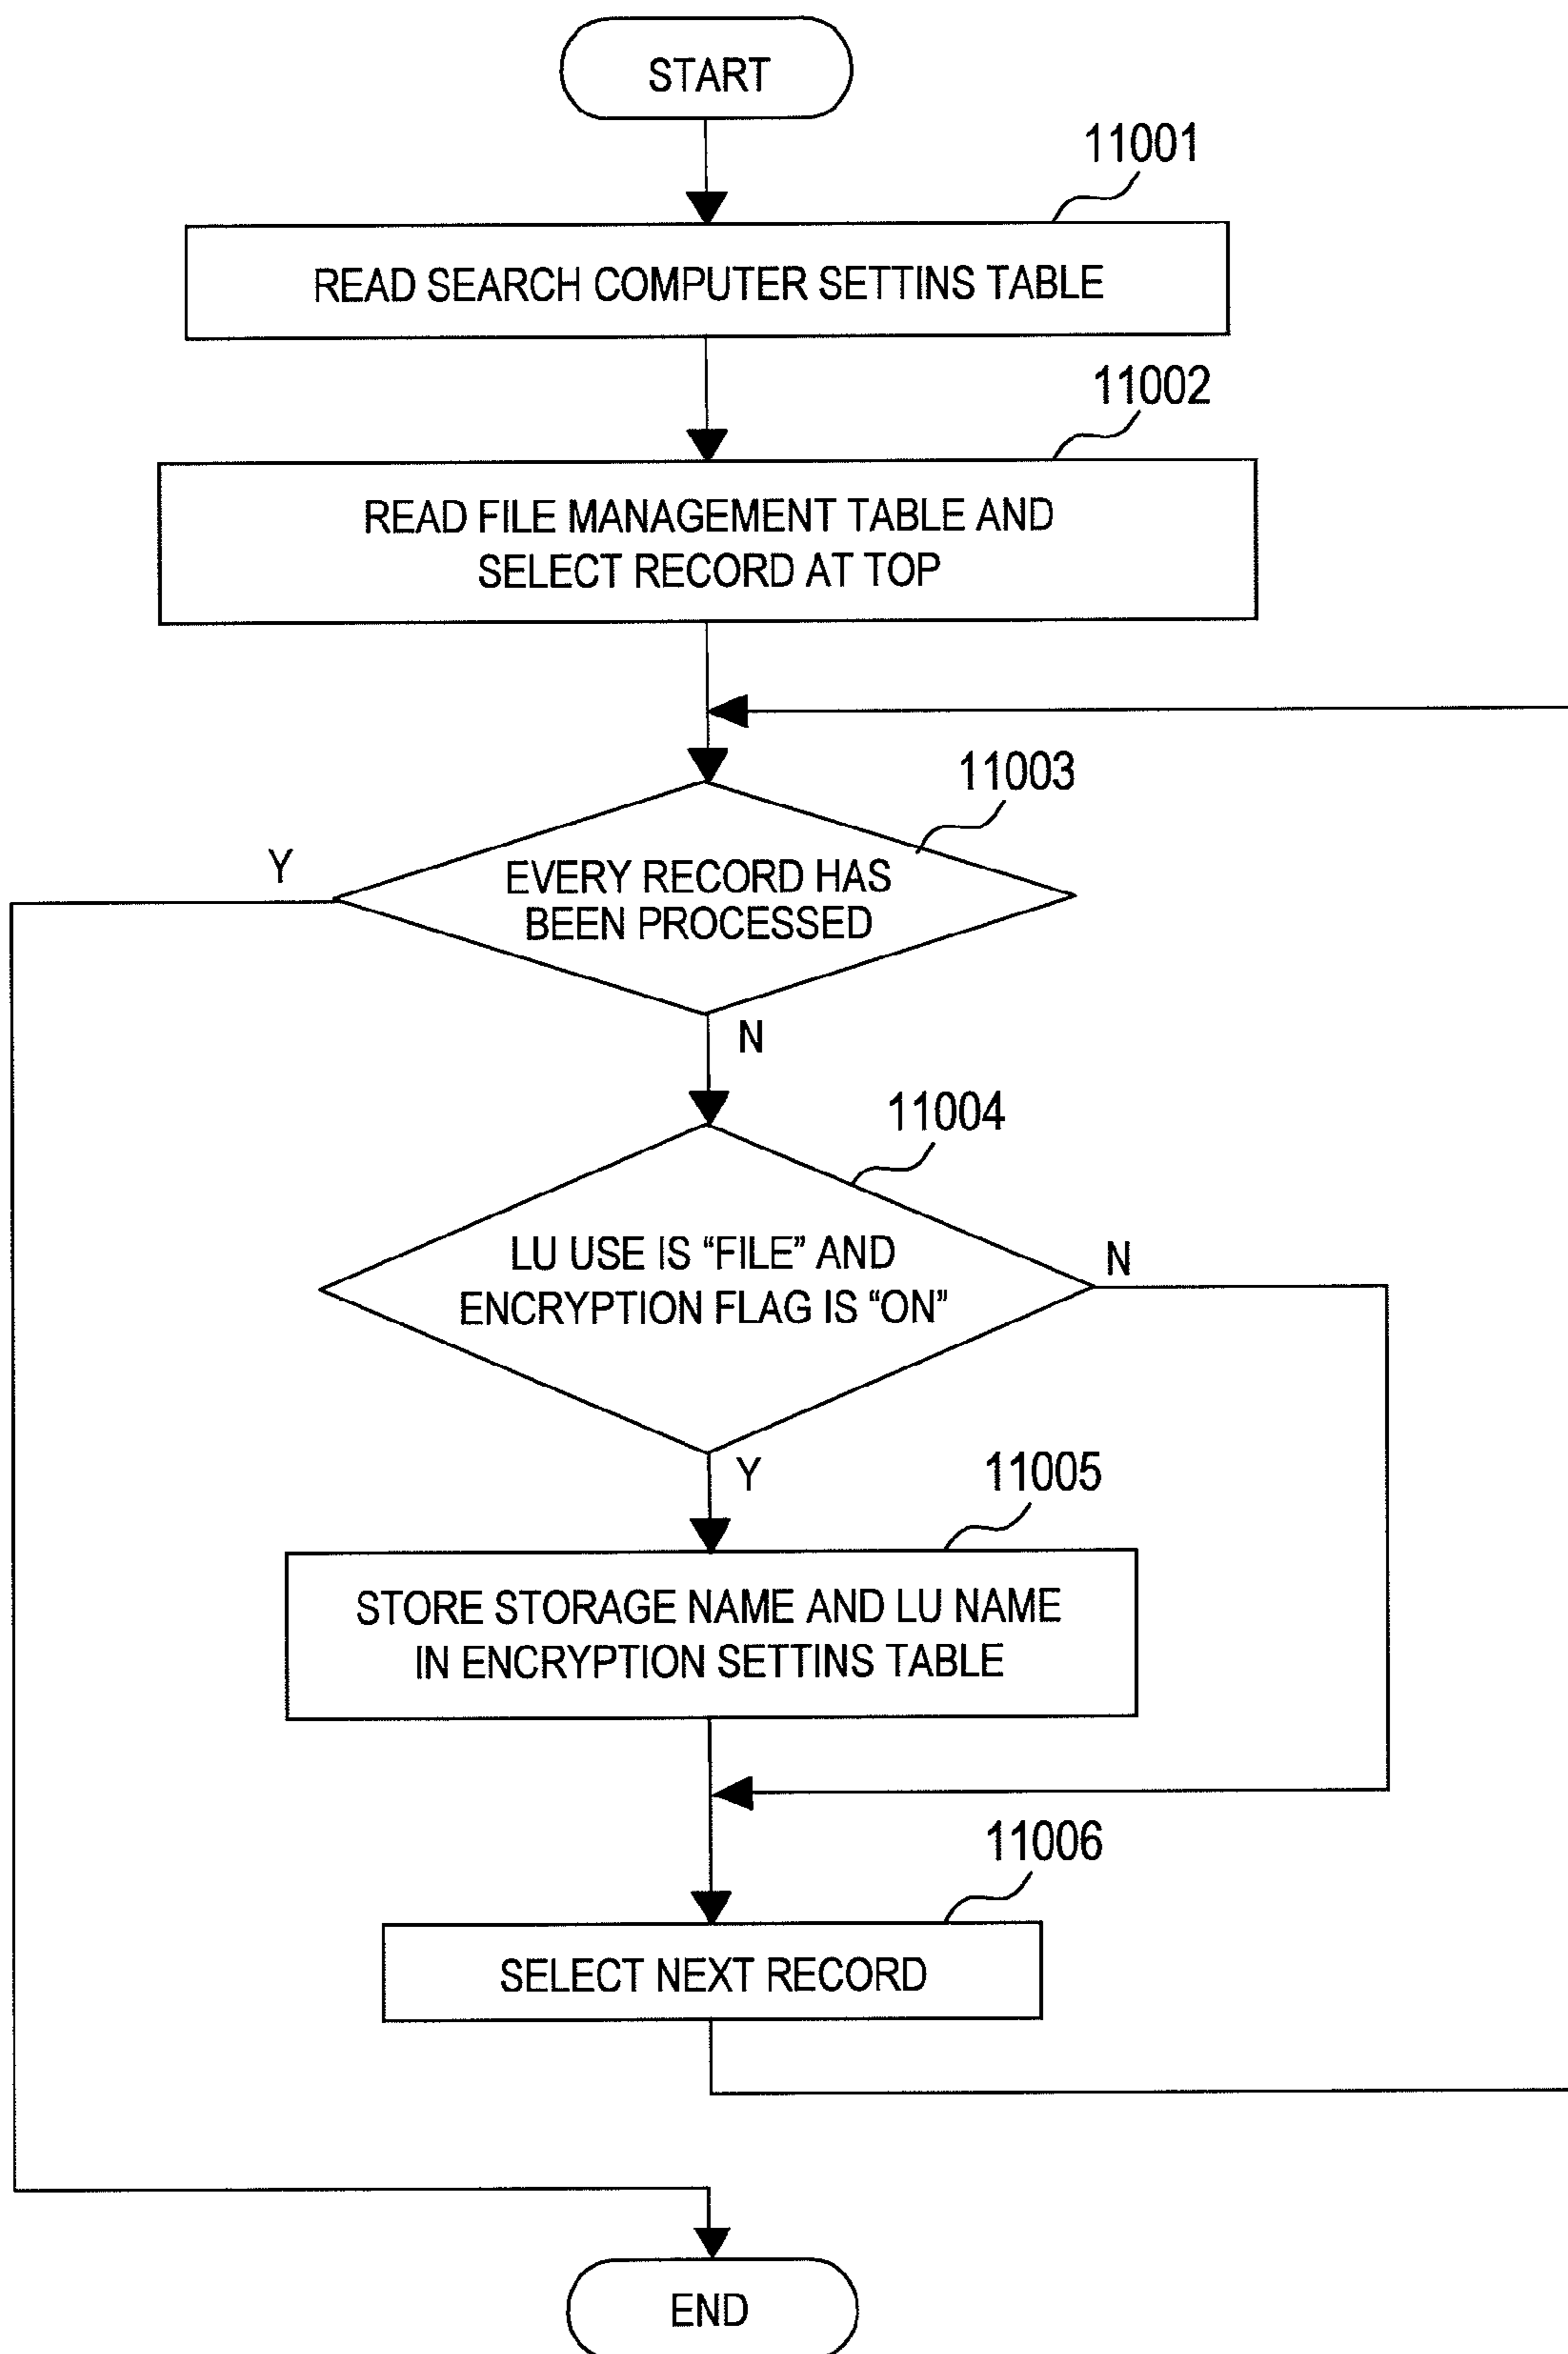 START
11001
READ SEARCH COMPUTER SETTINS TABLE
11002
READ FILE MANAGEMENT TABLE AND
SELECT RECORD AT TOP
11003
Y
EVERY RECORD HAS
BEEN PROCESSED
N
11004
LU USE IS “FILE” AND
ENCRYPTION FLAG IS “ON”
N
Y
11005
STORE STORAGE NAME AND LU NAME
IN ENCRYPTION SETTINS TABLE
11006
SELECT NEXT RECORD
END